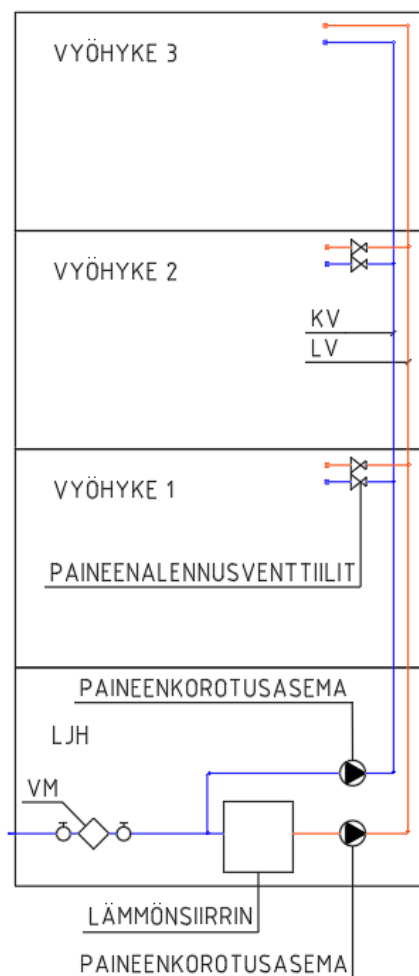 VYÖHYKE 3
VYÖHYKE 2
KV
LV
VYÖHYKE 1
PAINEENALENNUSVENTTIILIT
PAINEENKOROTUSASEMA
LJH
VM
LÄMMÖNSIIRRIN
PAINEENKOROTUSASEMA